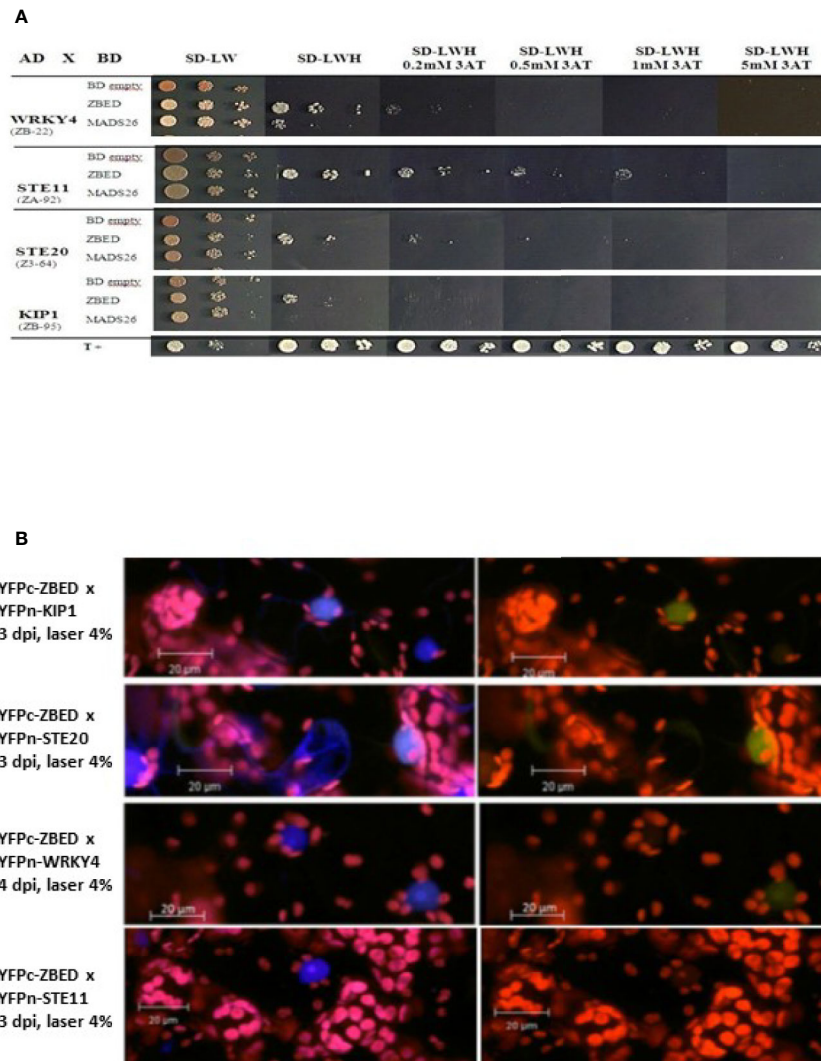 A
AD X BD SD-LW SD-LWH SD-LWH 0.2mM 3AT SD-LWH 0.5mM 3AT SD-LWH 1mM 3AT SD-LWH 5mM 3AT
WRKY4
(ZB-22)
BD empty
ZBED
MADS26
STE11
(ZA-92)
BD empty
ZBED
MADS26
STE20
(Z3-64)
BD empty
ZBED
MADS26
KIP1
(ZB-95)
BD empty
ZBED
MADS26
T +
B
YFPc-ZBED x
YFPn-KIP1
3 dpi, laser 4%
20 µm
20 µm
YFPc-ZBED x
YFPn-STE20
3 dpi, laser 4%
20 µm
20 µm
YFPc-ZBED x
YFPn-WRKY4
4 dpi, laser 4%
20 µm
20 µm
YFPc-ZBED x
YFPn-STE11
3 dpi, laser 4%
20 µm
20 µm